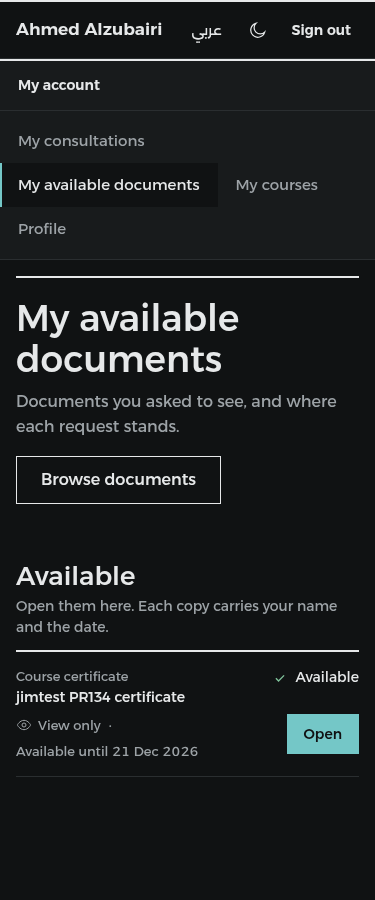 Ahmed Alzubairi
عربي
Sign out
My account
My consultations
My available documents
My courses
Profile
My available
documents
Documents you asked to see, and where
each request stands.
Browse documents
Available
Open them here. Each copy carries your name
and the date.
Course certificate
Available
jimtest PR134 certificate
View only ·
Open
Available until 21 Dec 2026